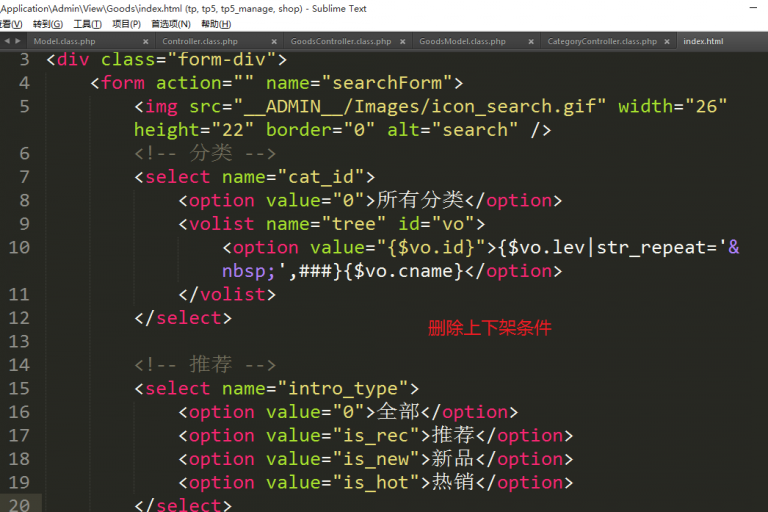 Application\Admin\View\Goods\index.html (tp, tp5, tp5_manage, shop) - Sublime Text
查看(V) 转到(G) 工具(T) 项目(P) 首选项(N) 帮助(H)
Model.class.php × Controller.class.php × GoodsController.class.php × GoodsModel.class.php × CategoryController.class.php × index.html
3 <div class="form-div">
4 <form action="" name="searchForm">
5 <img src="__ADMIN__/Images/icon_search.gif" width="26"
height="22" border="0" alt="search" />
6 <!-- 分类 -->
7 <select name="cat_id">
8 <option value="0">所有分类</option>
9 <volist name="tree" id="vo">
10 <option value="{$vo.id}">{$vo.lev|str_repeat='&
nbsp;',###}{$vo.cname}</option>
11 </volist>
12 </select>
删除上下架条件
13
14 <!-- 推荐 -->
15 <select name="intro_type">
16 <option value="0">全部</option>
17 <option value="is_rec">推荐</option>
18 <option value="is_new">新品</option>
19 <option value="is_hot">热销</option>
20 </select>